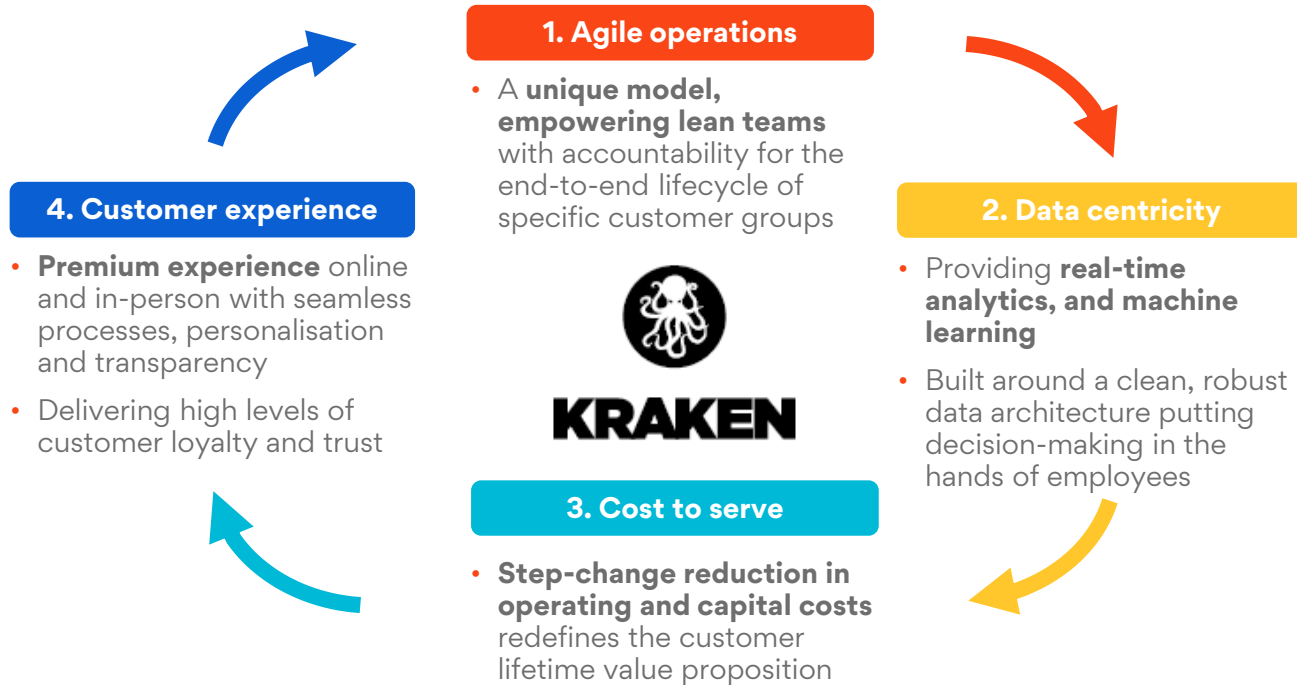 1. Agile operations
• A unique model,
empowering lean teams
with accountability for the
end-to-end lifecycle of
specific customer groups
2. Data centricity
• Providing real-time
analytics, and machine
learning
• Built around a clean, robust
data architecture putting
decision-making in the
hands of employees
3. Cost to serve
• Step-change reduction in
operating and capital costs
redefines the customer
lifetime value proposition
4. Customer experience
• Premium experience online
and in-person with seamless
processes, personalisation
and transparency
• Delivering high levels of
customer loyalty and trust
KRAKEN